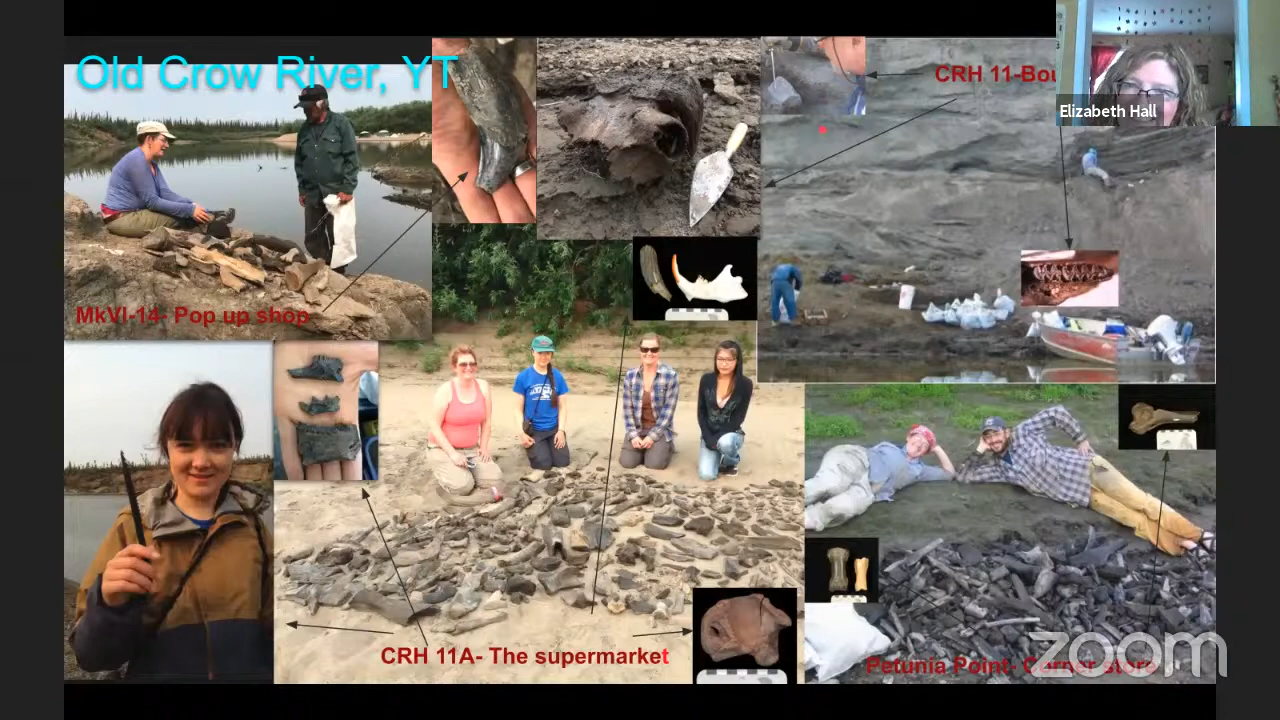 Old Crow River, YT
CRH 11-Bou
Elizabeth Hall
MkVl-14- Pop up shop
CRH 11A- The supermarket
Petunia Point- Corner store
zoom